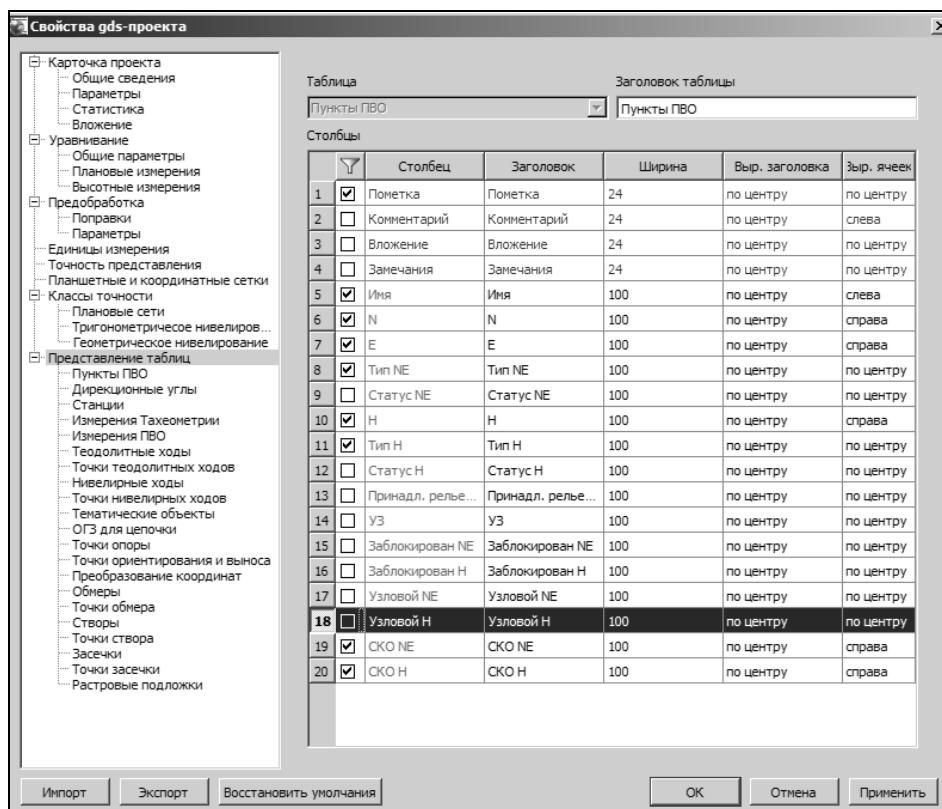 Свойства gds-проекта
Карточка проекта
Общие сведения
Параметры
Статистика
Вложение
Уравнивание
Общие параметры
Плановые измерения
Высотные измерения
Предобработка
Поправки
Параметры
Единицы измерения
Точность представления
Планшетные и координатные сетки
Классы точности
Плановые сети
Тригонометричесое нивелиров...
Геометрическое нивелирование
Представление таблиц
Пункты ПВО
Дирекционные углы
Станции
Измерения Тахеометрии
Измерения ПВО
Теодолитные ходы
Точки теодолитных ходов
Нивелирные ходы
Точки нивелирных ходов
Тематические объекты
ОГЗ для цепочки
Точки опоры
Точки ориентирования и выноса
Преобразование координат
Обмеры
Точки обмера
Створы
Точки створа
Засечки
Точки засечки
Растровые подложки
Таблица Заголовок таблицы
Пункты ПВО Пункты ПВО
Столбцы
Столбец Заголовок Ширина Выр. заголовка Выр. ячеек
1 Пометка Пометка 24 по центру по центру
2 Комментарий Комментарий 24 по центру слева
3 Вложение Вложение 24 по центру по центру
4 Замечания Замечания 24 по центру по центру
5 Имя Имя 100 по центру слева
6 N N 100 по центру справа
7 E E 100 по центру справа
8 Тип NE Тип NE 100 по центру по центру
9 Статус NE Статус NE 100 по центру по центру
10 H H 100 по центру справа
11 Тип H Тип H 100 по центру по центру
12 Статус H Статус H 100 по центру по центру
13 Принадл. релье... Принадл. релье... 100 по центру по центру
14 УЗ УЗ 100 по центру по центру
15 Заблокирован NE Заблокирован NE 100 по центру по центру
16 Заблокирован H Заблокирован H 100 по центру по центру
17 Узловой NE Узловой NE 100 по центру по центру
18 Узловой H Узловой H 100 по центру по центру
19 СКО NE СКО NE 100 по центру справа
20 СКО H СКО H 100 по центру справа
Импорт Экспорт Восстановить умолчания OK Отмена Применить